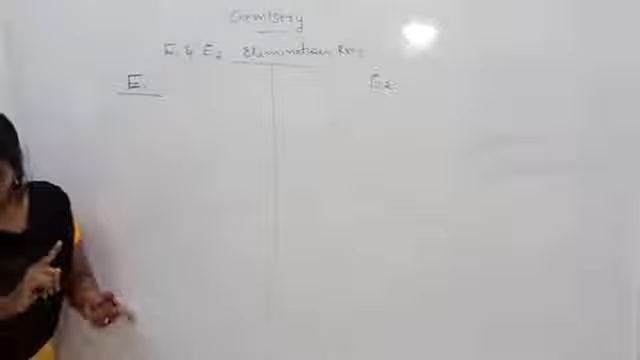 Chemistry
E₁ & E₂ Elimination Rxn:
E₁
E₂